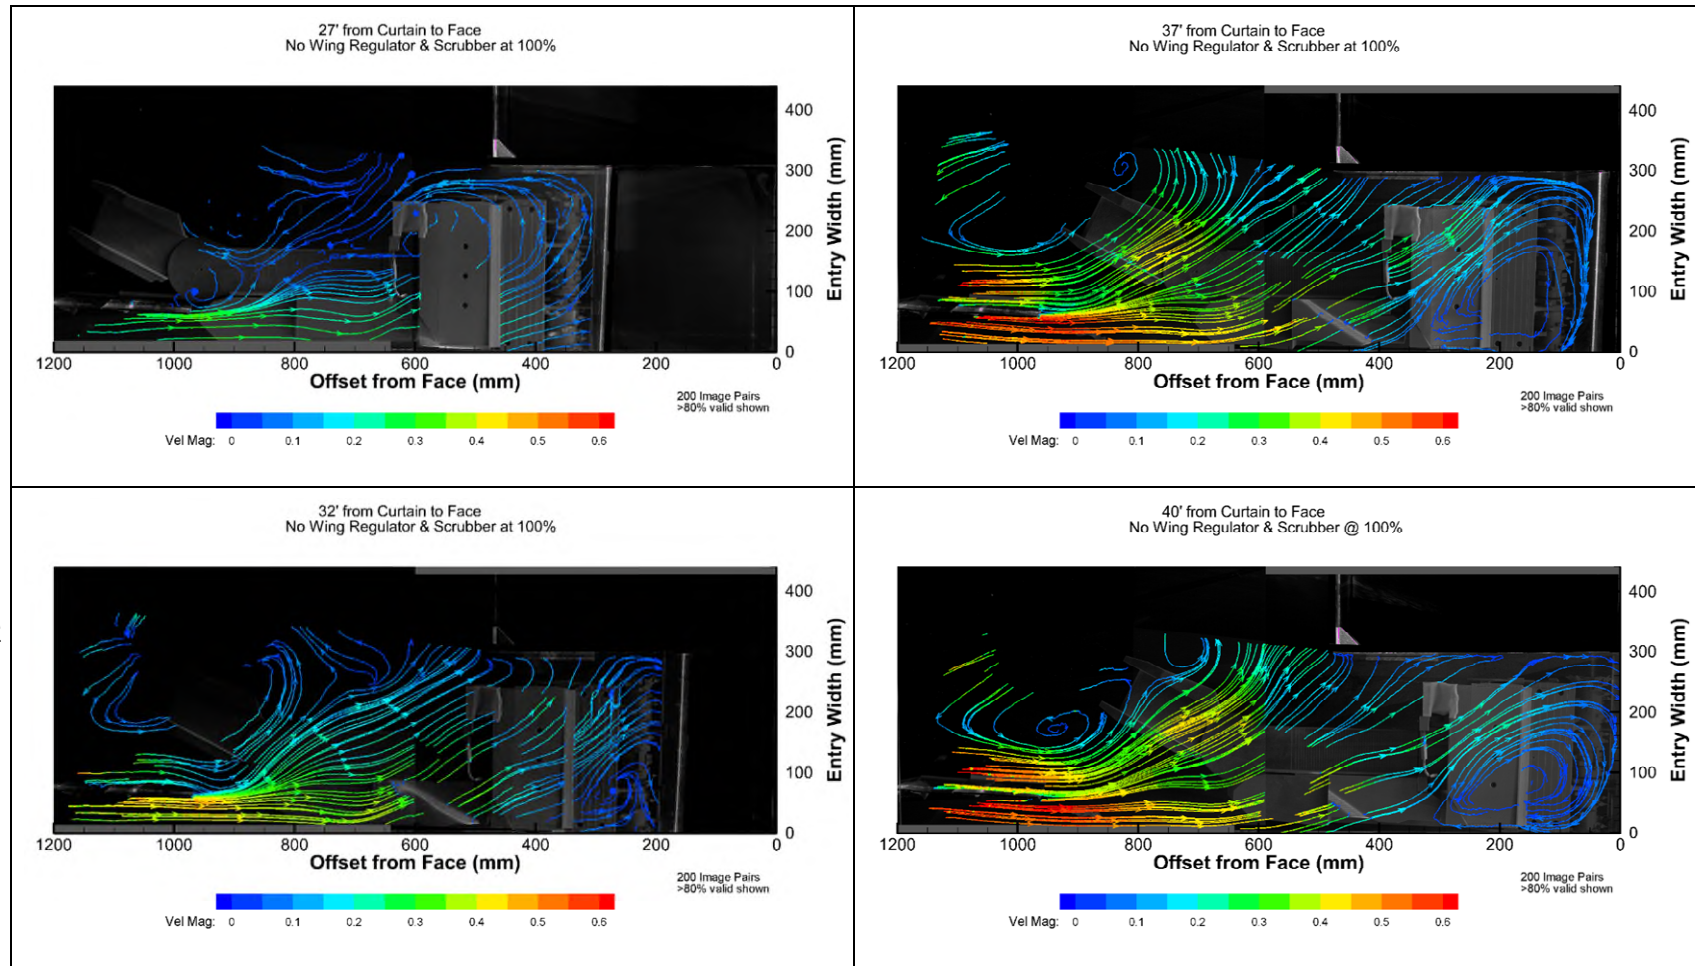 27' from Curtain to Face
No Wing Regulator & Scrubber at 100%
400
300
200
100
0
Entry Width (mm)
1200 1000 800 600 400 200 0
Offset from Face (mm)
200 Image Pairs
>80% valid shown
Vel Mag: 0 0.1 0.2 0.3 0.4 0.5 0.6
37' from Curtain to Face
No Wing Regulator & Scrubber at 100%
400
300
200
100
0
Entry Width (mm)
1200 1000 800 600 400 200 0
Offset from Face (mm)
200 Image Pairs
>80% valid shown
Vel Mag: 0 0.1 0.2 0.3 0.4 0.5 0.6
32' from Curtain to Face
No Wing Regulator & Scrubber at 100%
400
300
200
100
0
Entry Width (mm)
1200 1000 800 600 400 200 0
Offset from Face (mm)
200 Image Pairs
>80% valid shown
Vel Mag: 0 0.1 0.2 0.3 0.4 0.5 0.6
40' from Curtain to Face
No Wing Regulator & Scrubber @ 100%
400
300
200
100
0
Entry Width (mm)
1200 1000 800 600 400 200 0
Offset from Face (mm)
200 Image Pairs
>80% valid shown
Vel Mag: 0 0.1 0.2 0.3 0.4 0.5 0.6